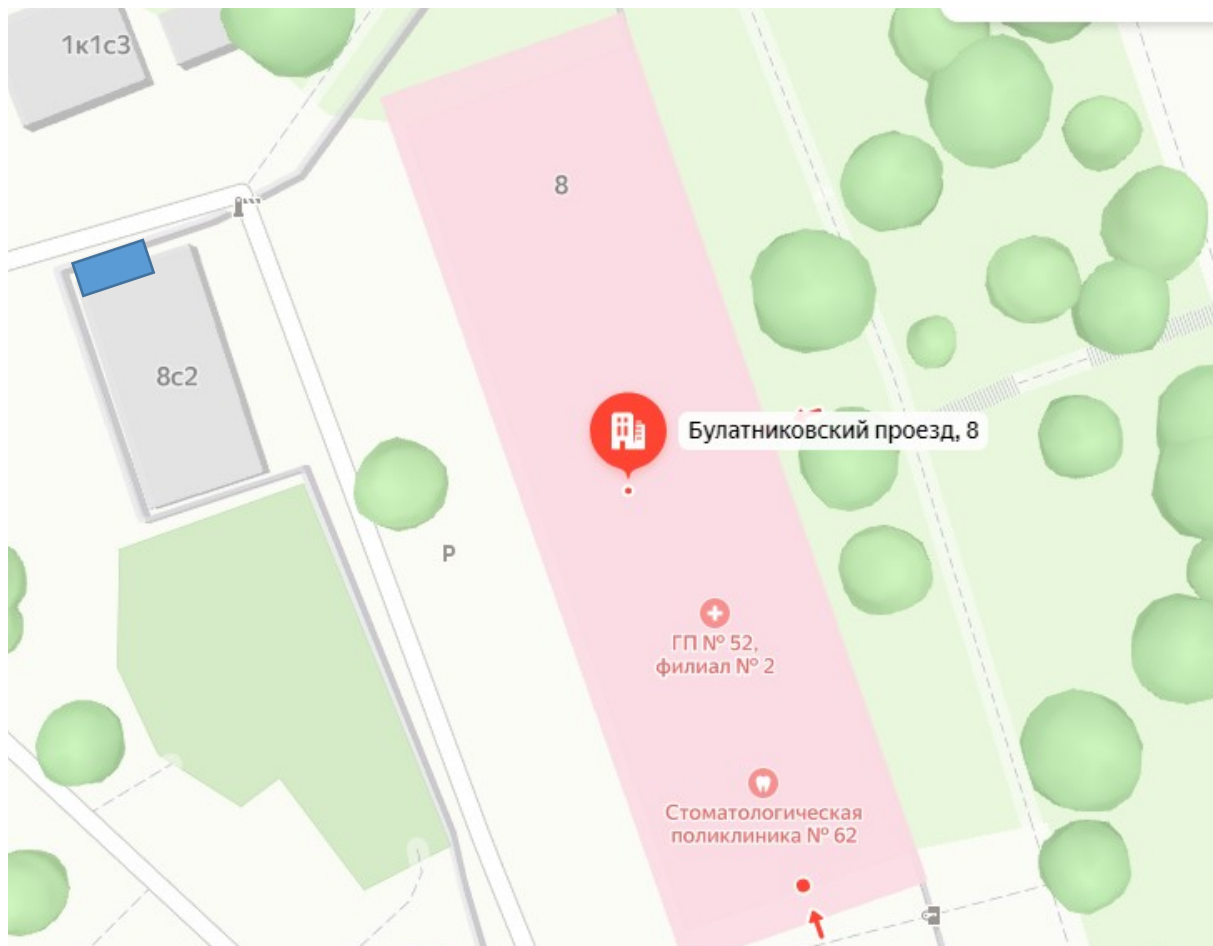 1к1с3
8
8с2
Булатниковский проезд, 8
P
ГП № 52,
филиал № 2
Стоматологическая
поликлиника № 62